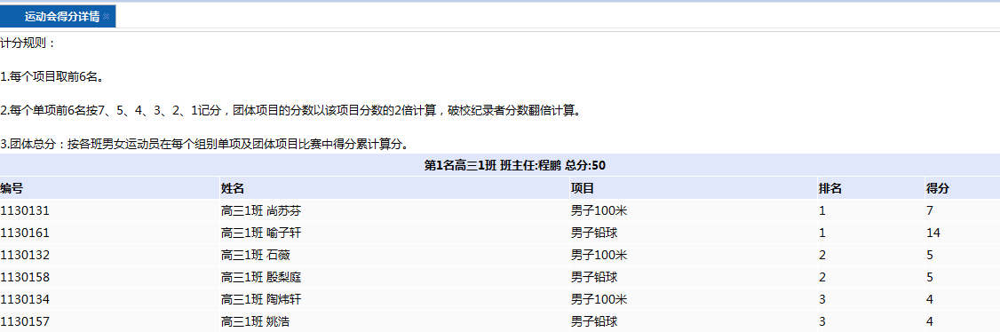 运动会得分详情
计分规则：
1.每个项目取前6名。
2.每个单项前6名按7、5、4、3、2、1记分，团体项目的分数以该项目分数的2倍计算，破校纪录者分数翻倍计算。
3.团体总分：按各班男女运动员在每个组别单项及团体项目比赛中得分累计算分。
第1名高三1班 班主任:程鹏 总分:50
编号 姓名 项目 排名 得分
1130131 高三1班 尚苏芬 男子100米 1 7
1130161 高三1班 喻子轩 男子铅球 1 14
1130132 高三1班 石薇 男子100米 2 5
1130158 高三1班 殷梨庭 男子铅球 2 5
1130134 高三1班 陶炜轩 男子100米 3 4
1130157 高三1班 姚浩 男子铅球 3 4